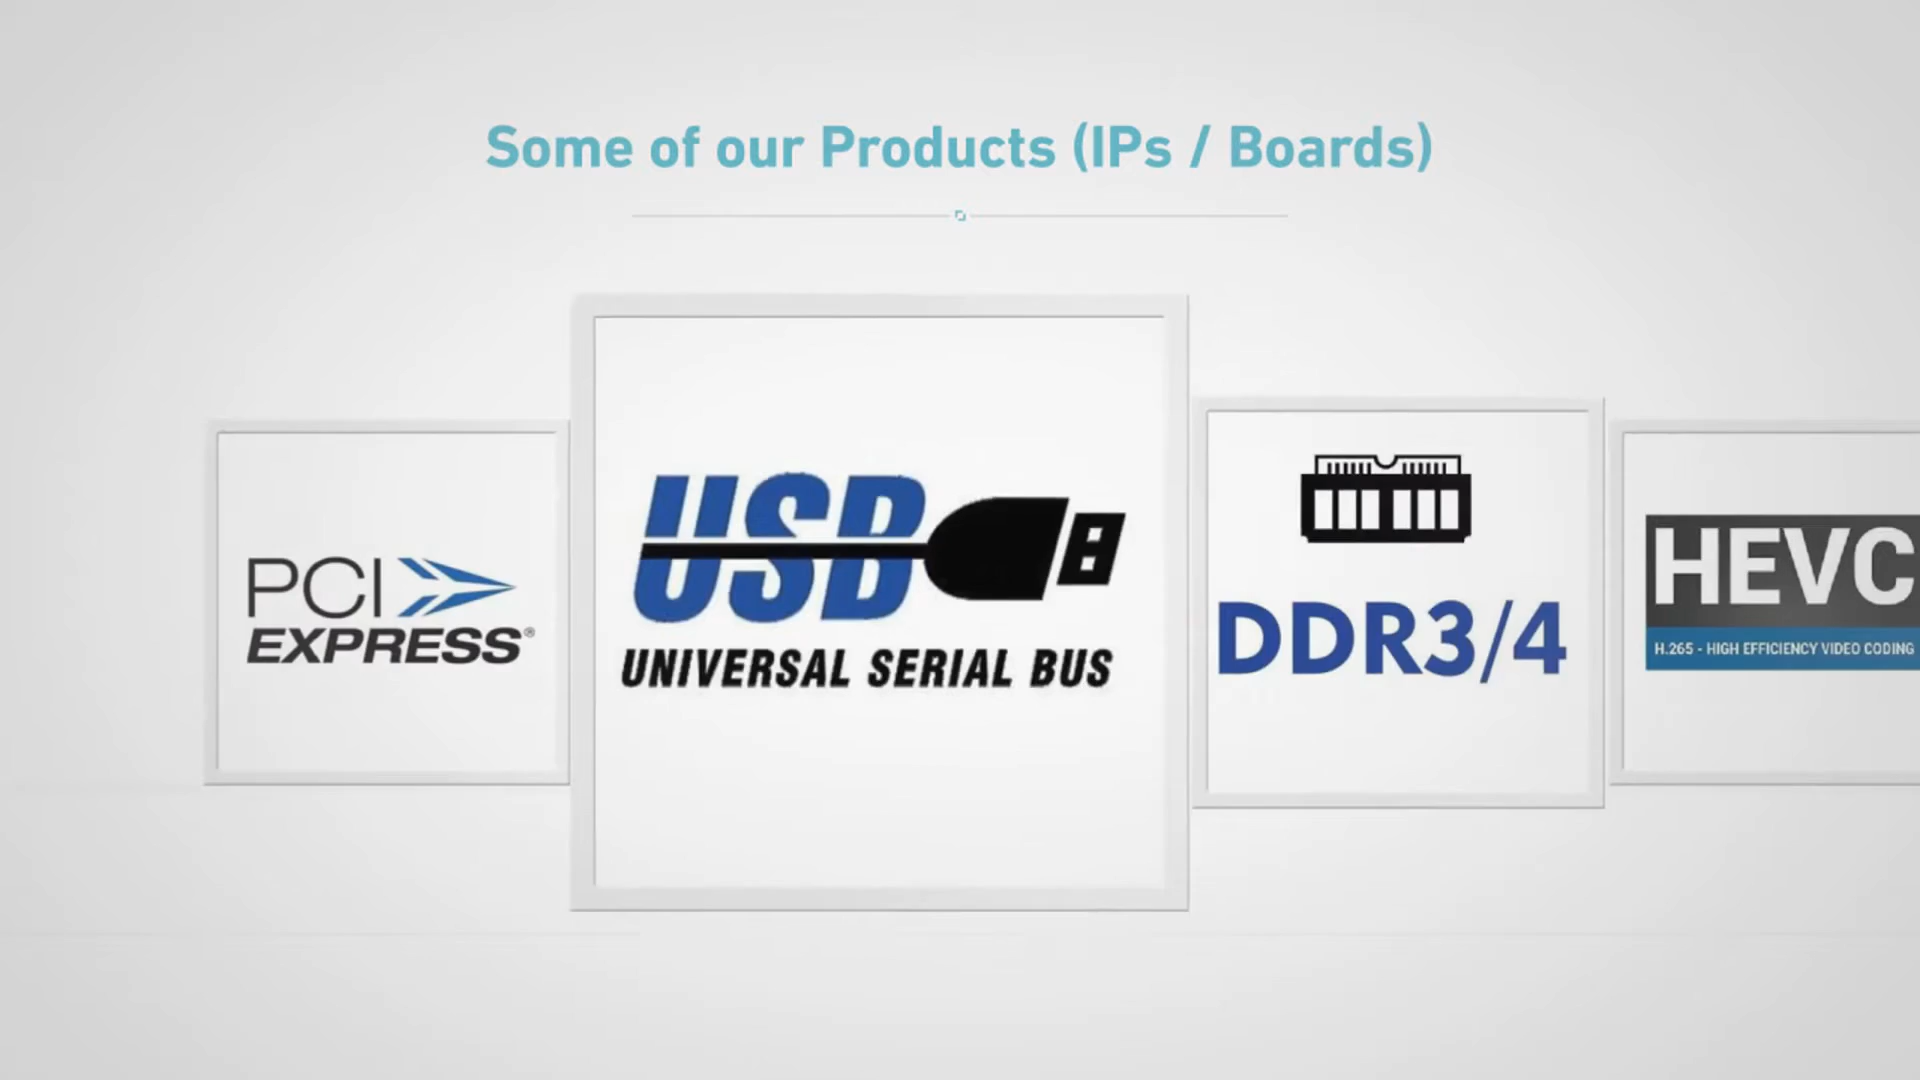 Some of our Products (IPs / Boards)
PCI
EXPRESS®
USB
UNIVERSAL SERIAL BUS
DDR3/4
HEVC
H.265 - HIGH EFFICIENCY VIDEO CODING